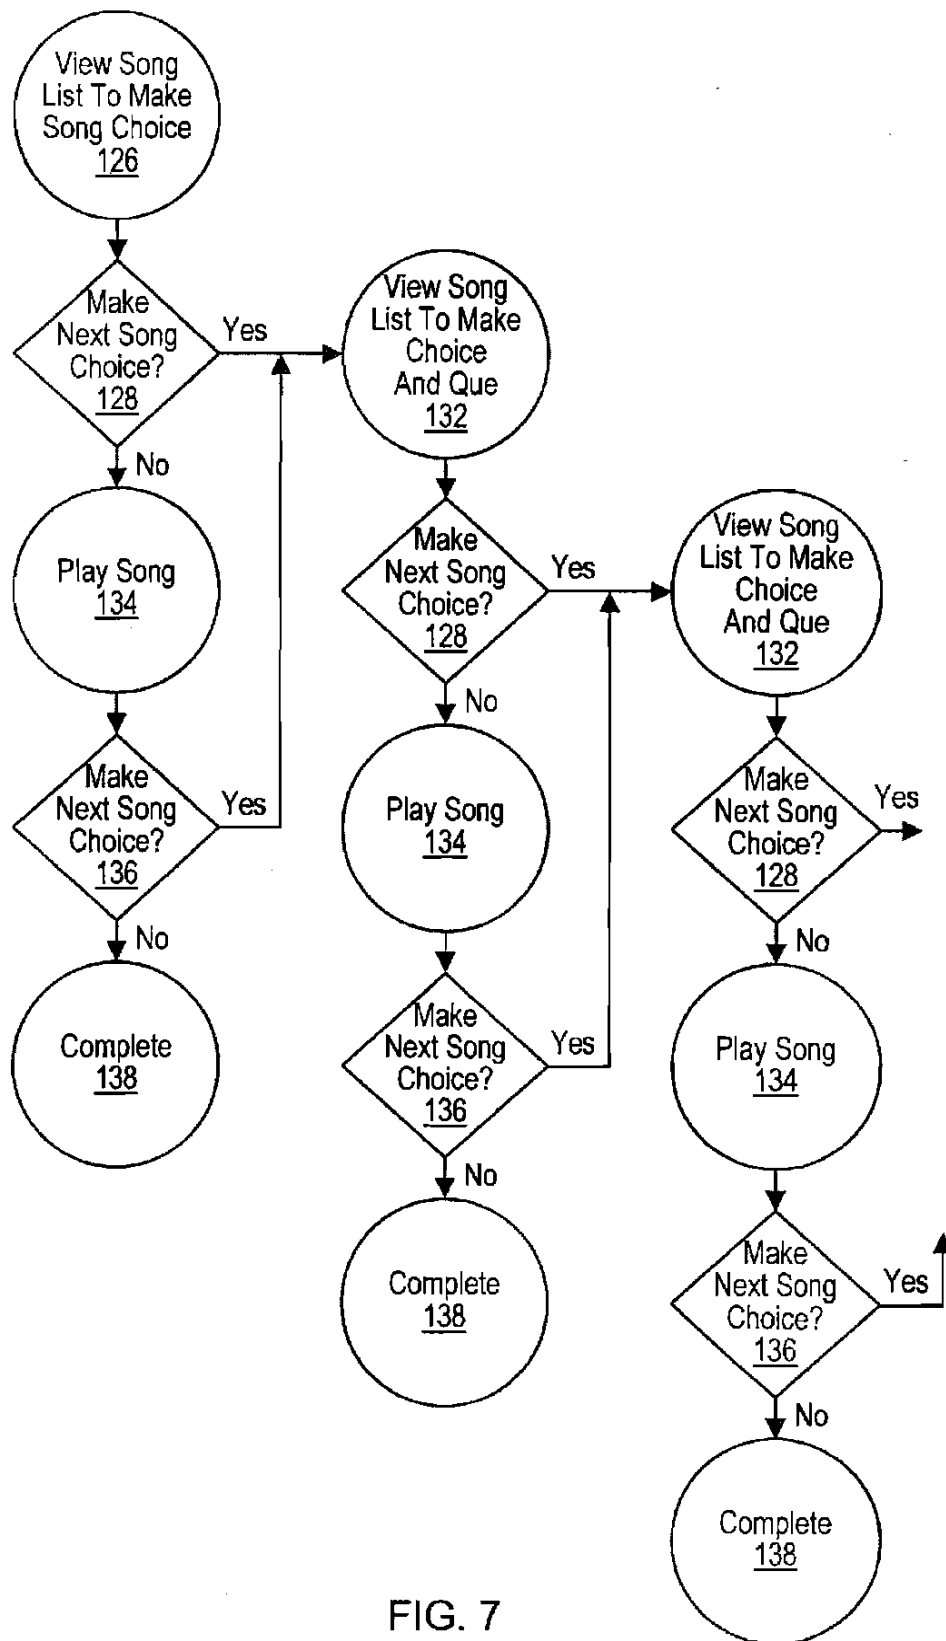 View Song
List To Make
Song Choice
126
Make
Next Song
Choice?
128
Yes
No
Play Song
134
Make
Next Song
Choice?
136
Yes
No
Complete
138
View Song
List To Make
Choice
And Que
132
Make
Next Song
Choice?
128
Yes
No
Play Song
134
Make
Next Song
Choice?
136
Yes
No
Complete
138
View Song
List To Make
Choice
And Que
132
Make
Next Song
Choice?
128
Yes
No
Play Song
134
Make
Next Song
Choice?
136
Yes
No
Complete
138
FIG. 7